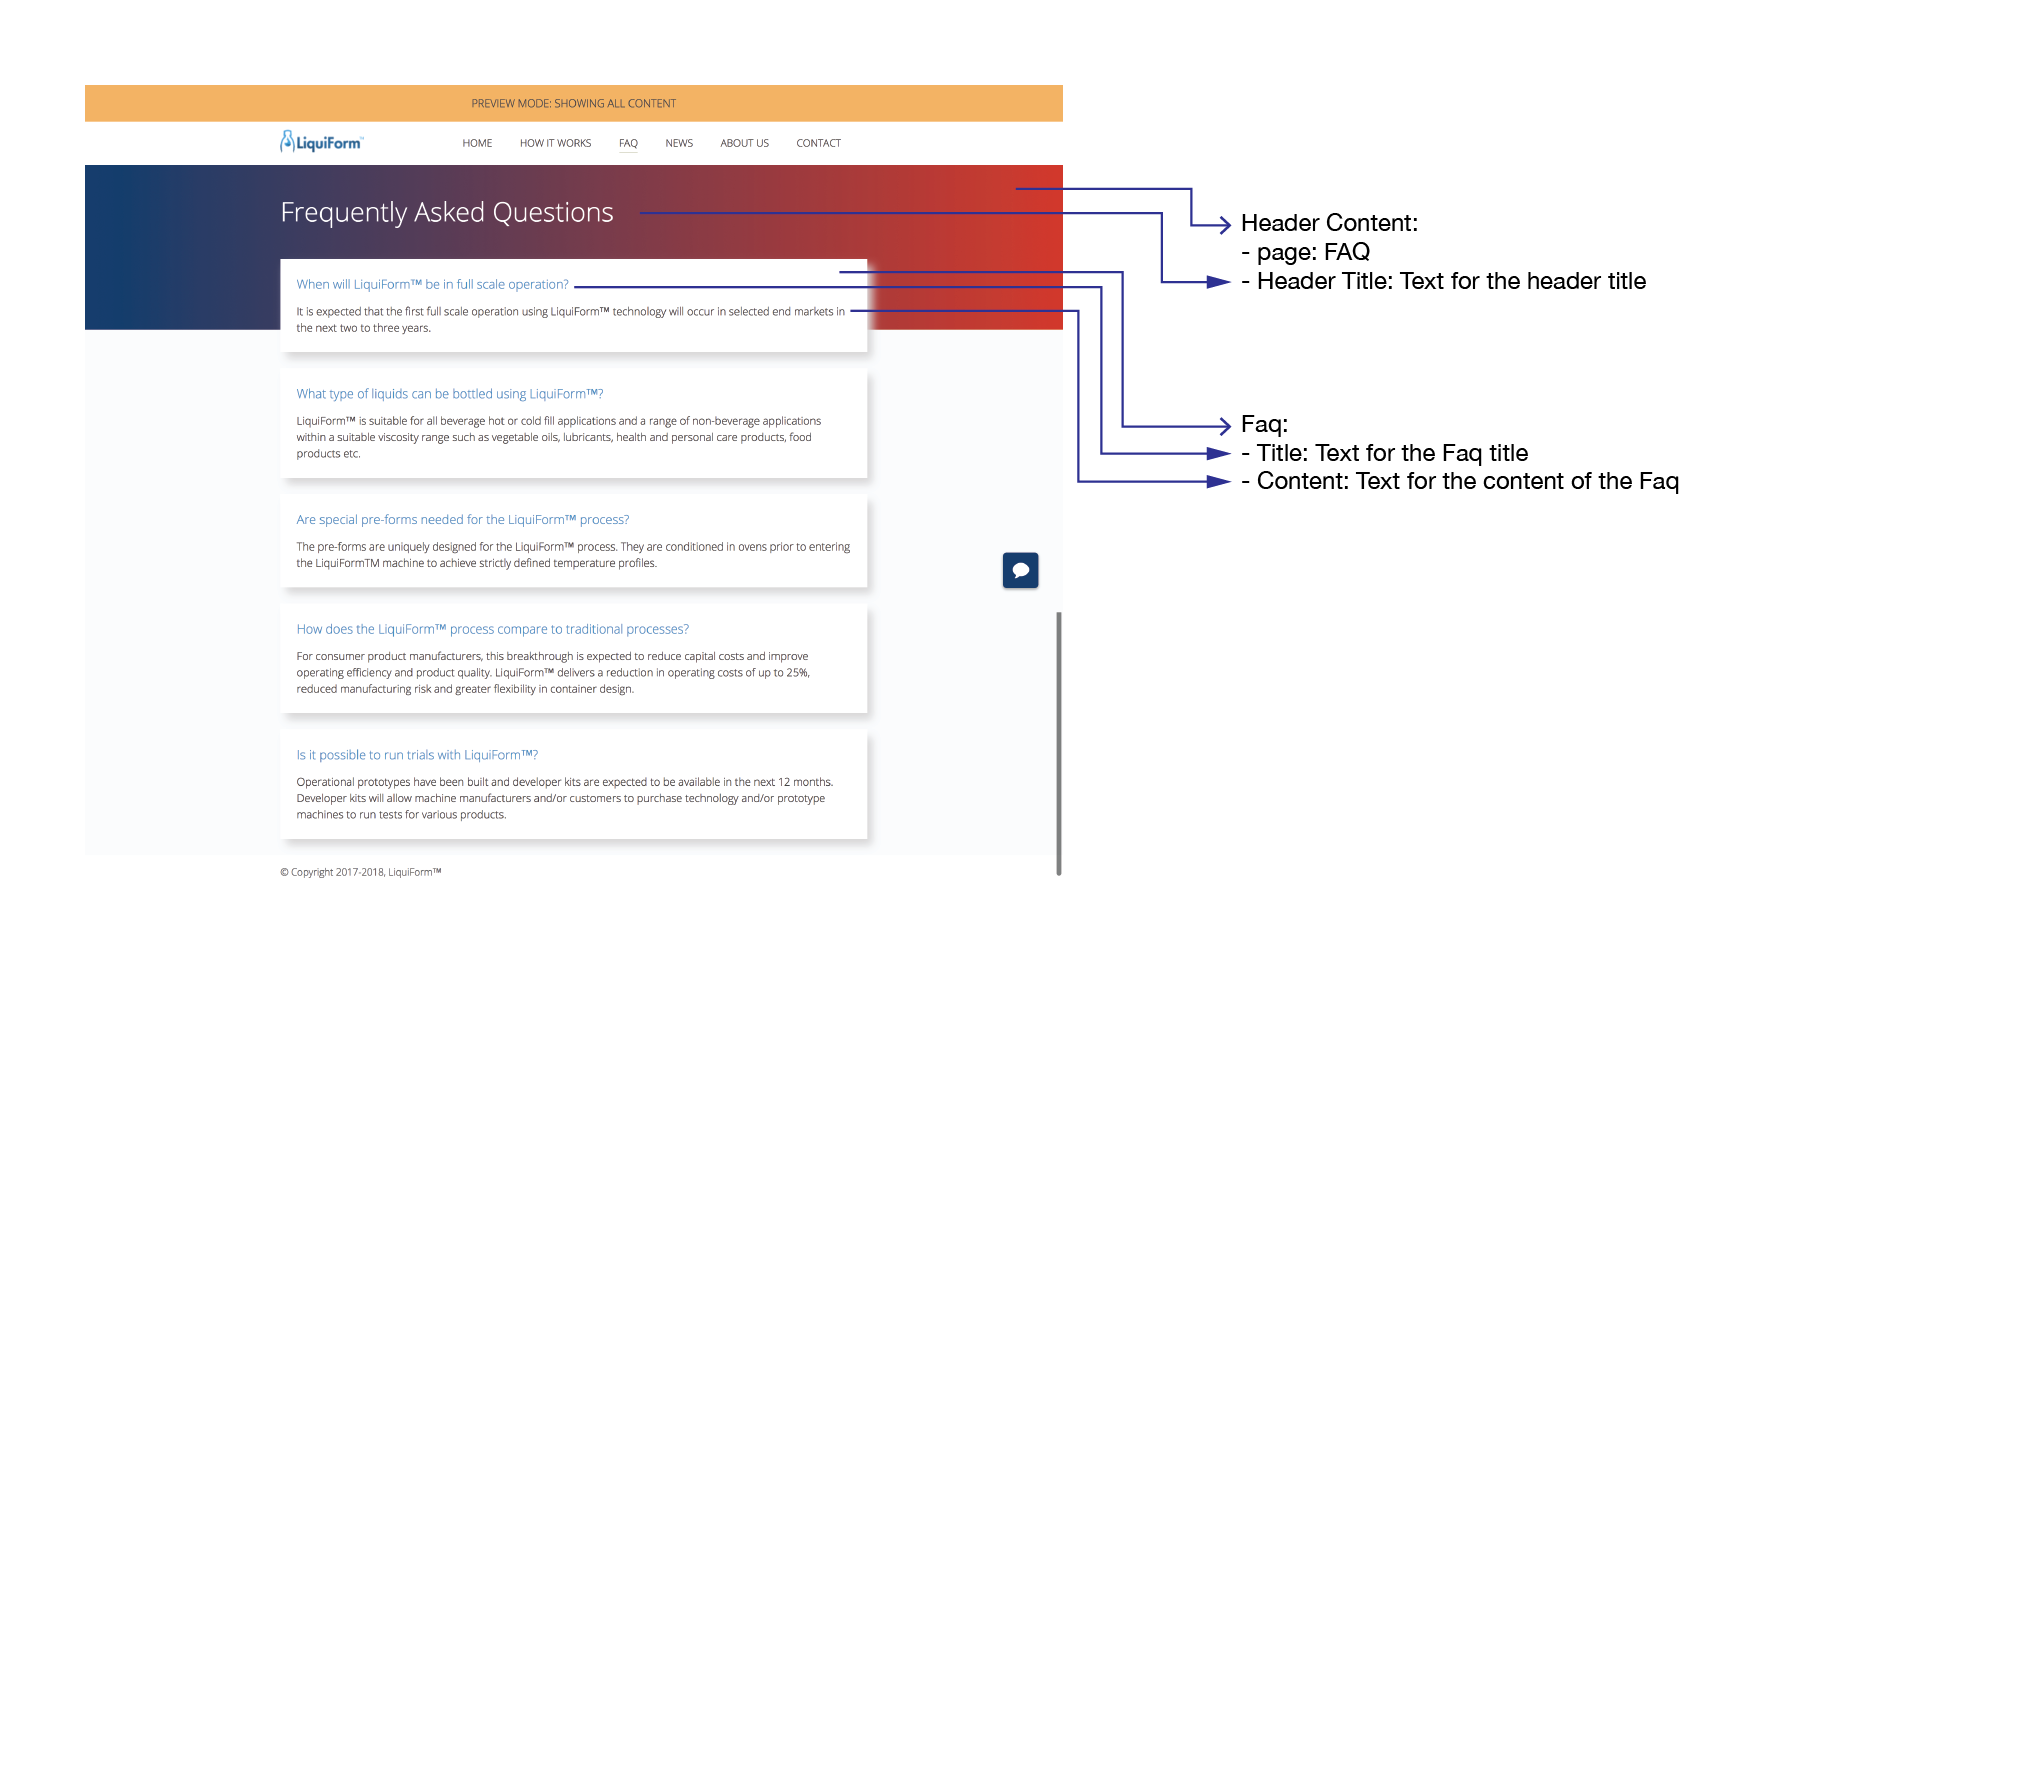 PREVIEW MODE: SHOWING ALL CONTENT
LiquiForm™
HOME HOW IT WORKS FAQ NEWS ABOUT US CONTACT
Frequently Asked Questions
When will LiquiForm™ be in full scale operation?
It is expected that the first full scale operation using LiquiForm™ technology will occur in selected end markets in
the next two to three years.
What type of liquids can be bottled using LiquiForm™?
LiquiForm™ is suitable for all beverage hot or cold fill applications and a range of non-beverage applications
within a suitable viscosity range such as vegetable oils, lubricants, health and personal care products, food
products etc.
Are special pre-forms needed for the LiquiForm™ process?
The pre-forms are uniquely designed for the LiquiForm™ process. They are conditioned in ovens prior to entering
the LiquiFormTM machine to achieve strictly defined temperature profiles.
How does the LiquiForm™ process compare to traditional processes?
For consumer product manufacturers, this breakthrough is expected to reduce capital costs and improve
operating efficiency and product quality. LiquiForm™ delivers a reduction in operating costs of up to 25%,
reduced manufacturing risk and greater flexibility in container design.
Is it possible to run trials with LiquiForm™?
Operational prototypes have been built and developer kits are expected to be available in the next 12 months.
Developer kits will allow machine manufacturers and/or customers to purchase technology and/or prototype
machines to run tests for various products.
© Copyright 2017-2018, LiquiForm™
Header Content:
- page: FAQ
- Header Title: Text for the header title
Faq:
- Title: Text for the Faq title
- Content: Text for the content of the Faq